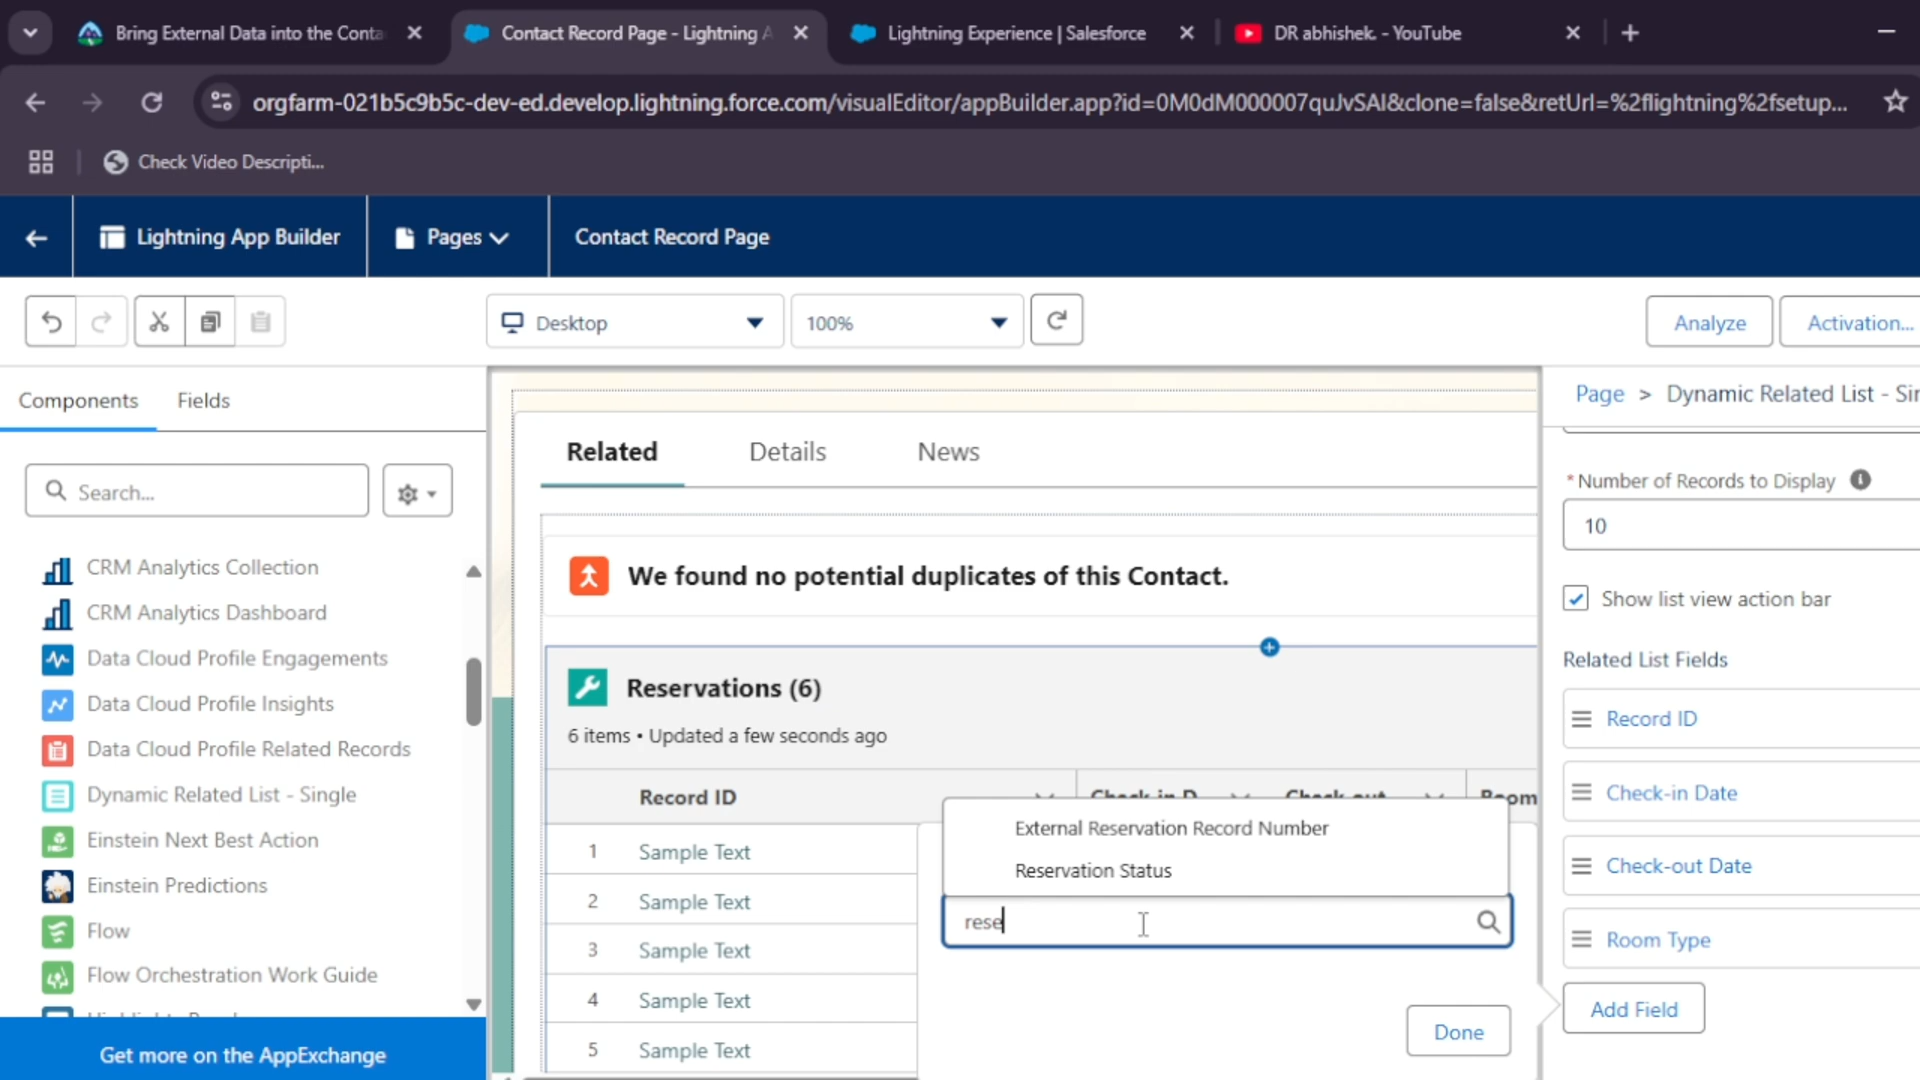 Bring External Data into the Conta
Contact Record Page - Lightning A
Lightning Experience | Salesforce
DR abhishek. - YouTube
orgfarm-021b5c9b5c-dev-ed.develop.lightning.force.com/visualEditor/appBuilder.app?id=0M0dM000007quJvSAI&clone=false&retUrl=%2flightning%2fsetup...
Check Video Descripti...
Lightning App Builder
Pages
Contact Record Page
Desktop
100%
Analyze
Activation...
Components
Fields
Search...
CRM Analytics Collection
CRM Analytics Dashboard
Data Cloud Profile Engagements
Data Cloud Profile Insights
Data Cloud Profile Related Records
Dynamic Related List - Single
Einstein Next Best Action
Einstein Predictions
Flow
Flow Orchestration Work Guide
Get more on the AppExchange
Related
Details
News
We found no potential duplicates of this Contact.
Reservations (6)
6 items • Updated a few seconds ago
Record ID
Check-in D
Check-out
Room
1 Sample Text
2 Sample Text
3 Sample Text
4 Sample Text
5 Sample Text
External Reservation Record Number
Reservation Status
rese
Done
Page > Dynamic Related List - Sin
*Number of Records to Display
10
Show list view action bar
Related List Fields
Record ID
Check-in Date
Check-out Date
Room Type
Add Field